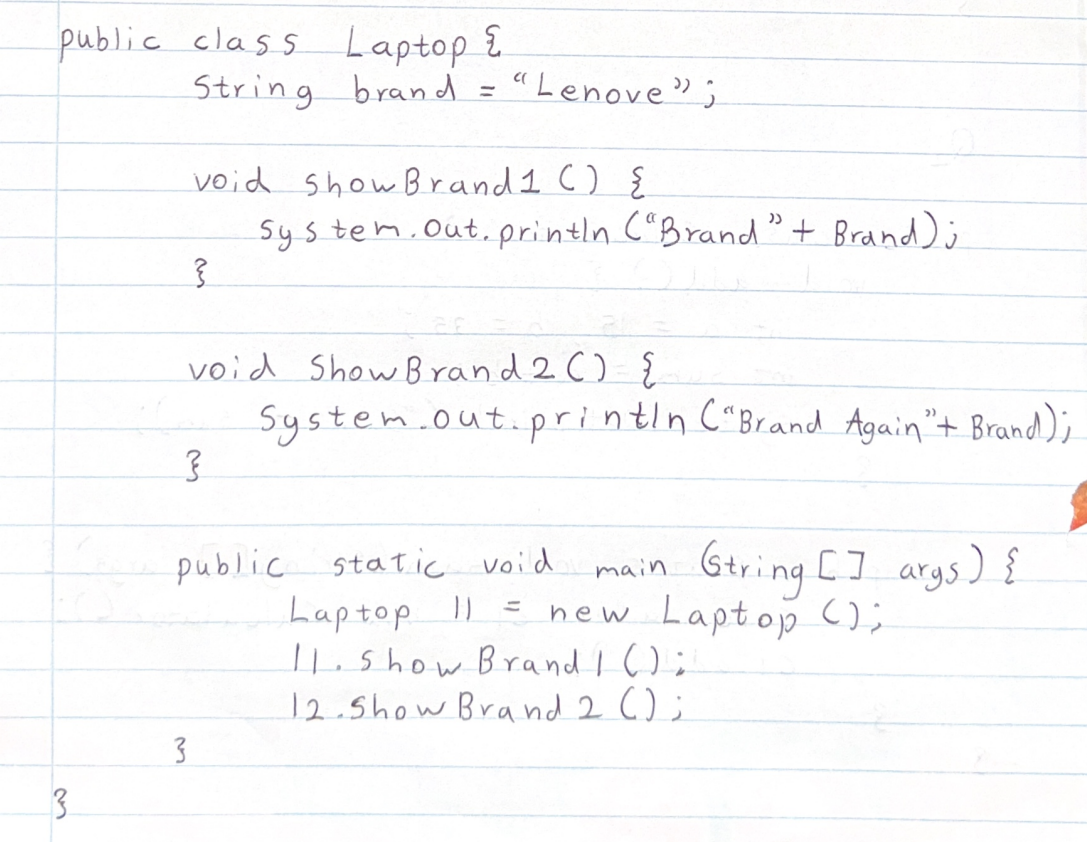 public class Laptop {
String brand = “Lenove”;
void showBrand1 () {
System.out.println (“Brand” + Brand);
}
void ShowBrand2 () {
System.out.println (“Brand Again” + Brand);
}
public static void main (String [] args) {
Laptop l1 = new Laptop ();
l1.showBrand1 ();
l2.ShowBrand2 ();
}
}